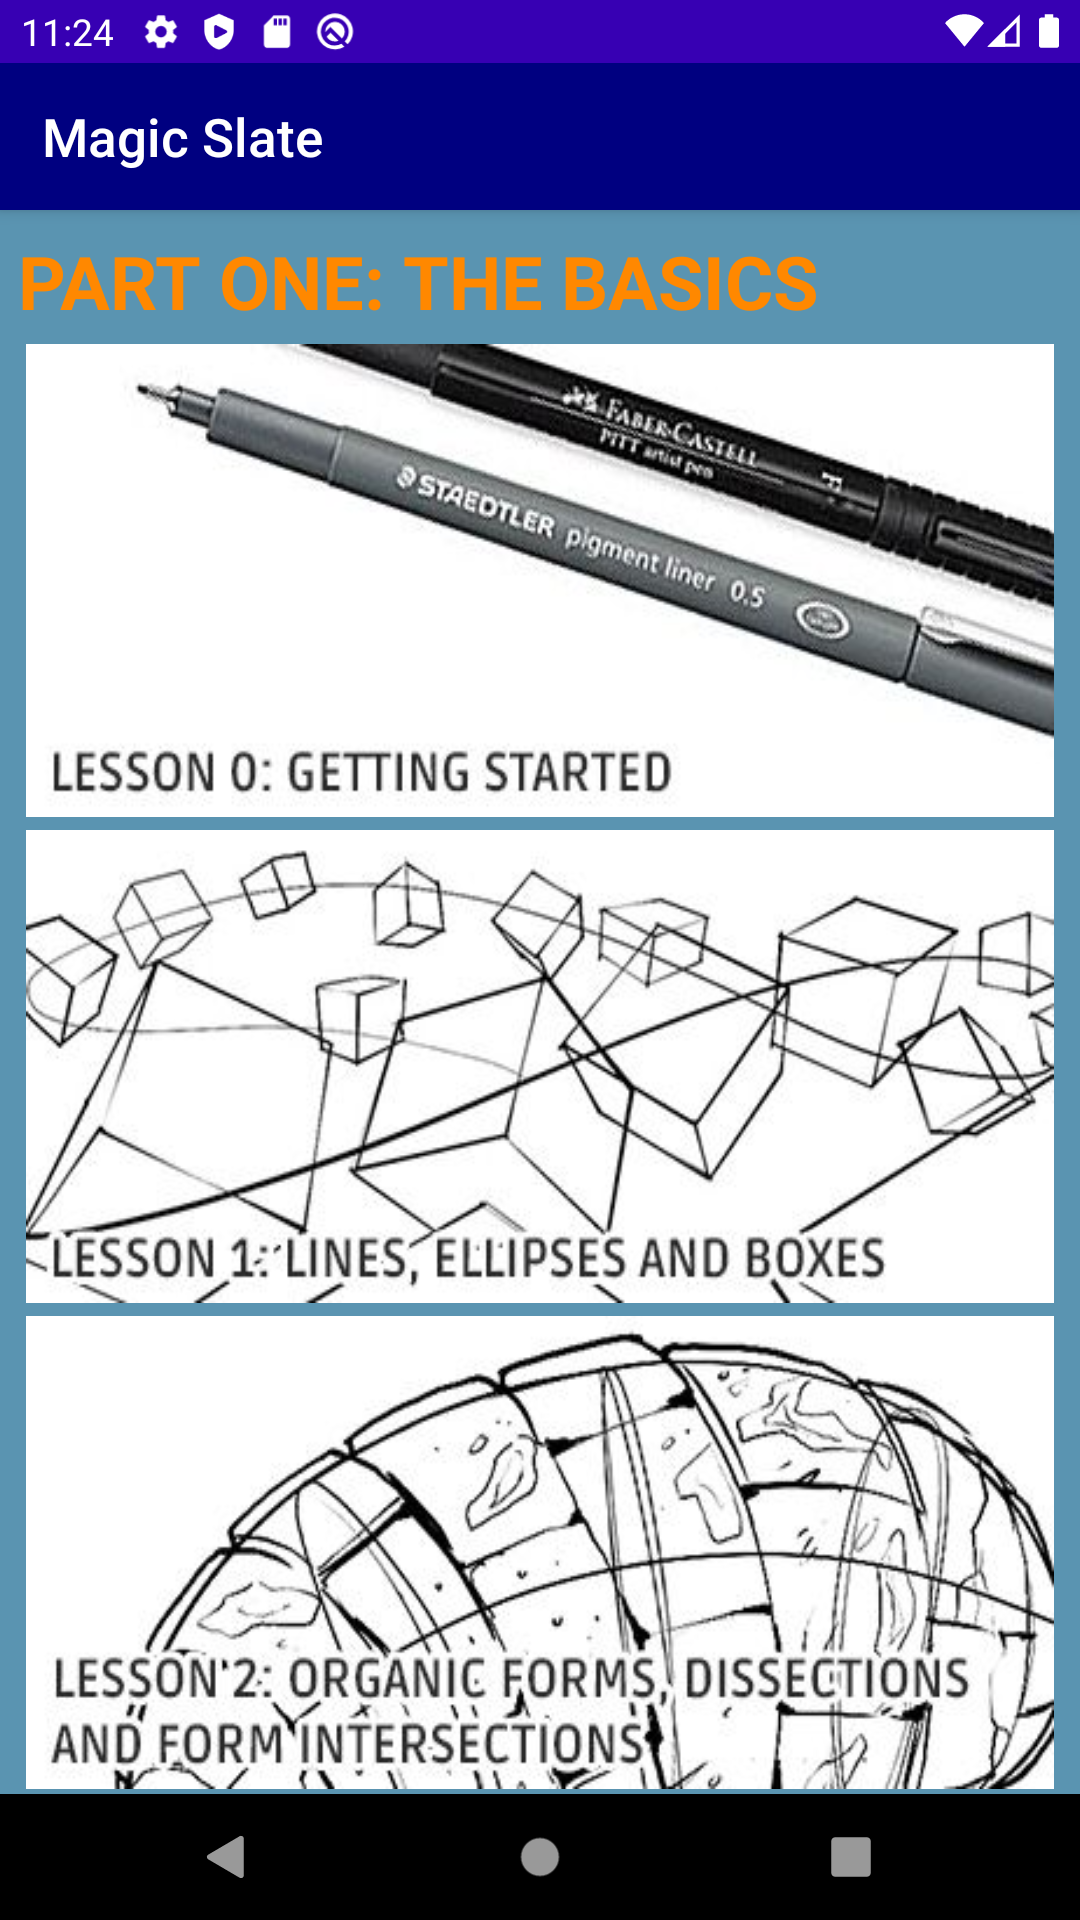 11:24
Magic Slate
PART ONE: THE BASICS
FABER-CASTELL
PITT artist pen
F
STAEDTLER pigment liner 0.5
LESSON 0: GETTING STARTED
LESSON 1: LINES, ELLIPSES AND BOXES
LESSON 2: ORGANIC FORMS, DISSECTIONS
AND FORM INTERSECTIONS